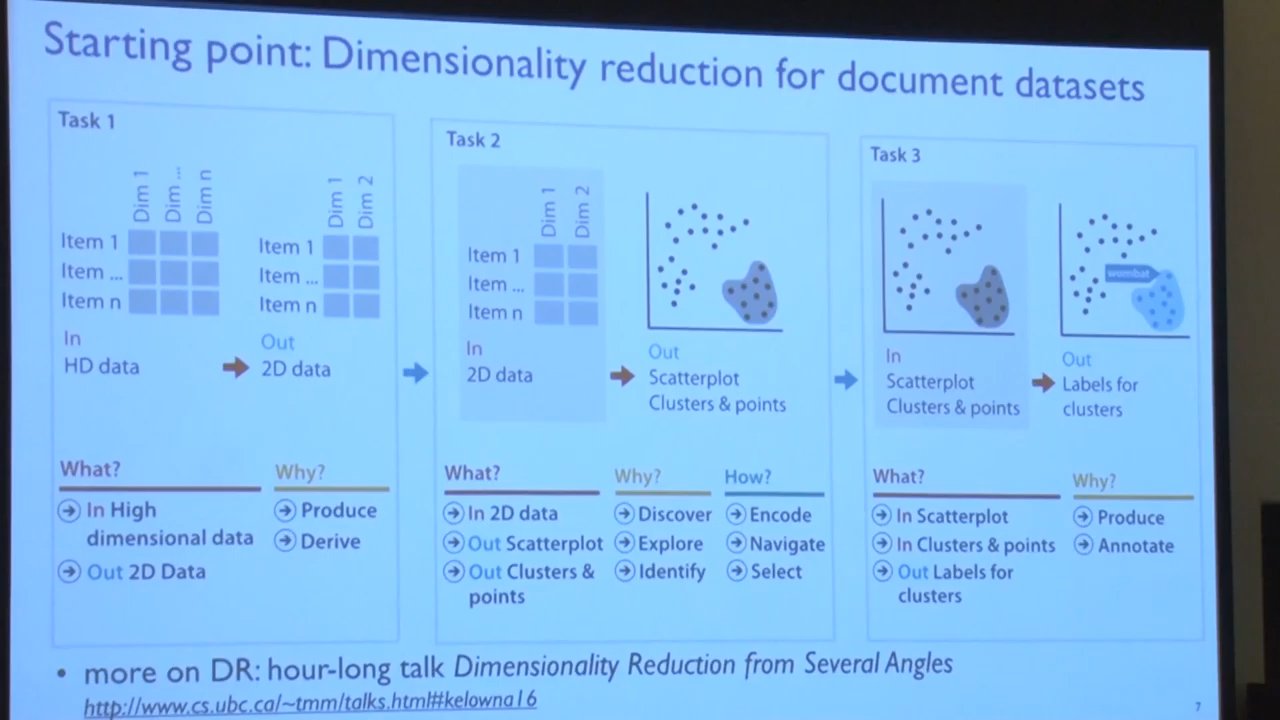 Starting point: Dimensionality reduction for document datasets
Task 1
Dim 1
Dim ...
Dim n
Item 1
Item ...
Item n
Dim 1
Dim 2
Item 1
Item ...
Item n
In
HD data
Out
2D data
What?
In High
dimensional data
Out 2D Data
Why?
Produce
Derive
Task 2
Dim 1
Dim 2
Item 1
Item ...
Item n
In
2D data
Out
Scatterplot
Clusters & points
What?
In 2D data
Out Scatterplot
Out Clusters &
points
Why?
Discover
Explore
Identify
How?
Encode
Navigate
Select
Task 3
In
Scatterplot
Clusters & points
wombat
Out
Labels for
clusters
What?
In Scatterplot
In Clusters & points
Out Labels for
clusters
Why?
Produce
Annotate
• more on DR: hour-long talk Dimensionality Reduction from Several Angles
http://www.cs.ubc.ca/~tmm/talks.html#kelowna16
7